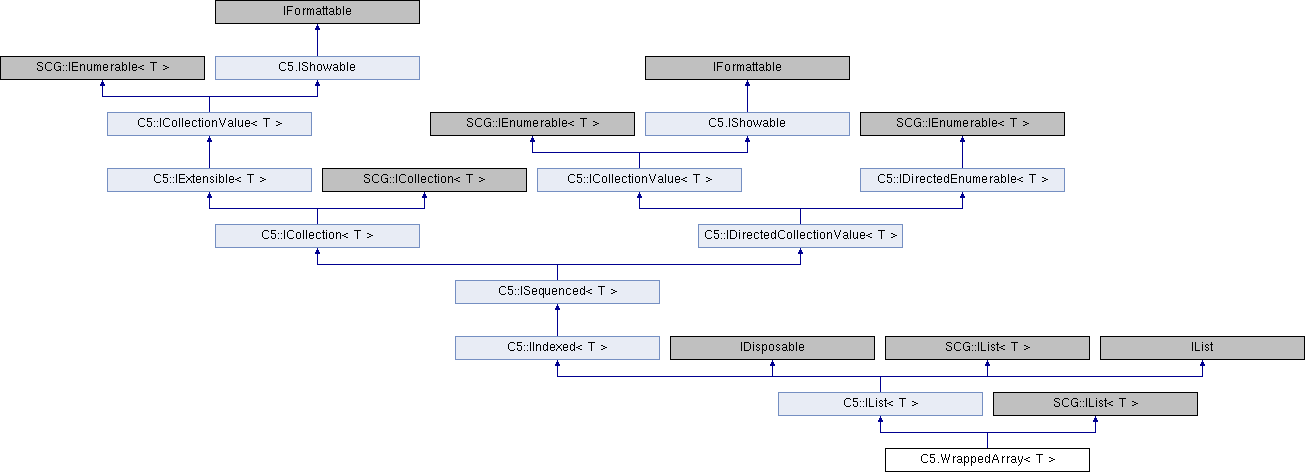 IFormattable
SCG::IEnumerable< T >
C5.IShowable
IFormattable
C5::ICollectionValue< T >
SCG::IEnumerable< T >
C5.IShowable
SCG::IEnumerable< T >
C5::IExtensible< T >
SCG::ICollection< T >
C5::ICollectionValue< T >
C5::IDirectedEnumerable< T >
C5::ICollection< T >
C5::IDirectedCollectionValue< T >
C5::ISequenced< T >
C5::IIndexed< T >
IDisposable
SCG::IList< T >
IList
C5::IList< T >
SCG::IList< T >
C5.WrappedArray< T >